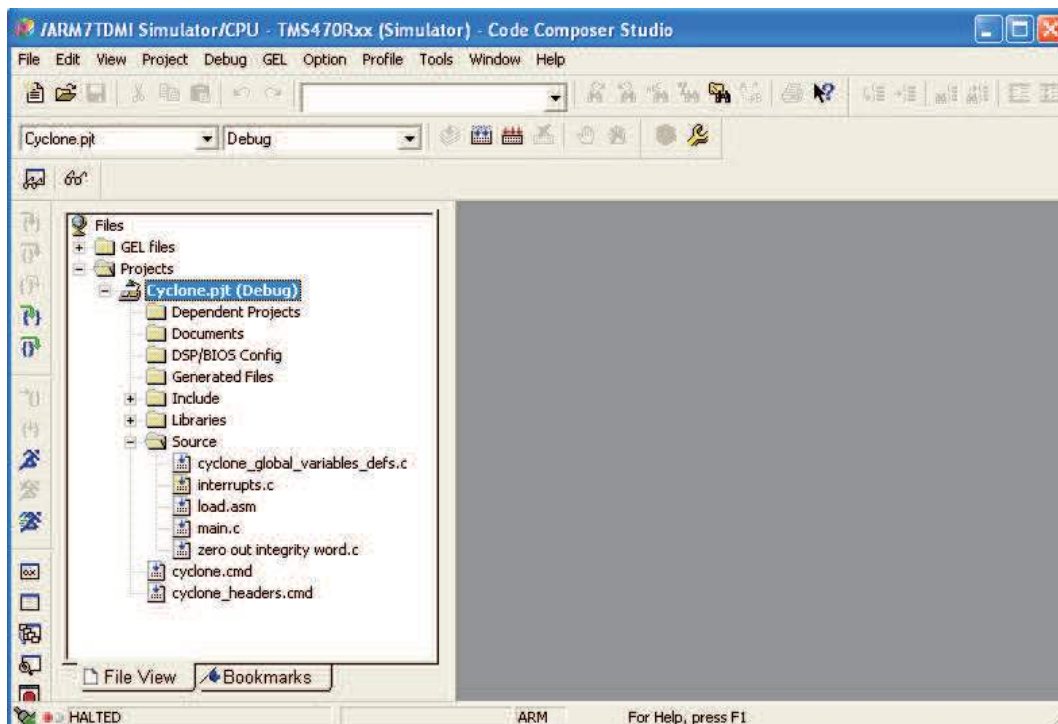 /ARM7TDMI Simulator/CPU - TMS470Rxx (Simulator) - Code Composer Studio
File Edit View Project Debug GEL Option Profile Tools Window Help
Cyclone.pjt Debug
Files
GEL files
Projects
Cyclone.pjt (Debug)
Dependent Projects
Documents
DSP/BIOS Config
Generated Files
Include
Libraries
Source
cyclone_global_variables_defs.c
interrupts.c
load.asm
main.c
zero out integrity word.c
cyclone.cmd
cyclone_headers.cmd
File View Bookmarks
HALTED ARM For Help, press F1